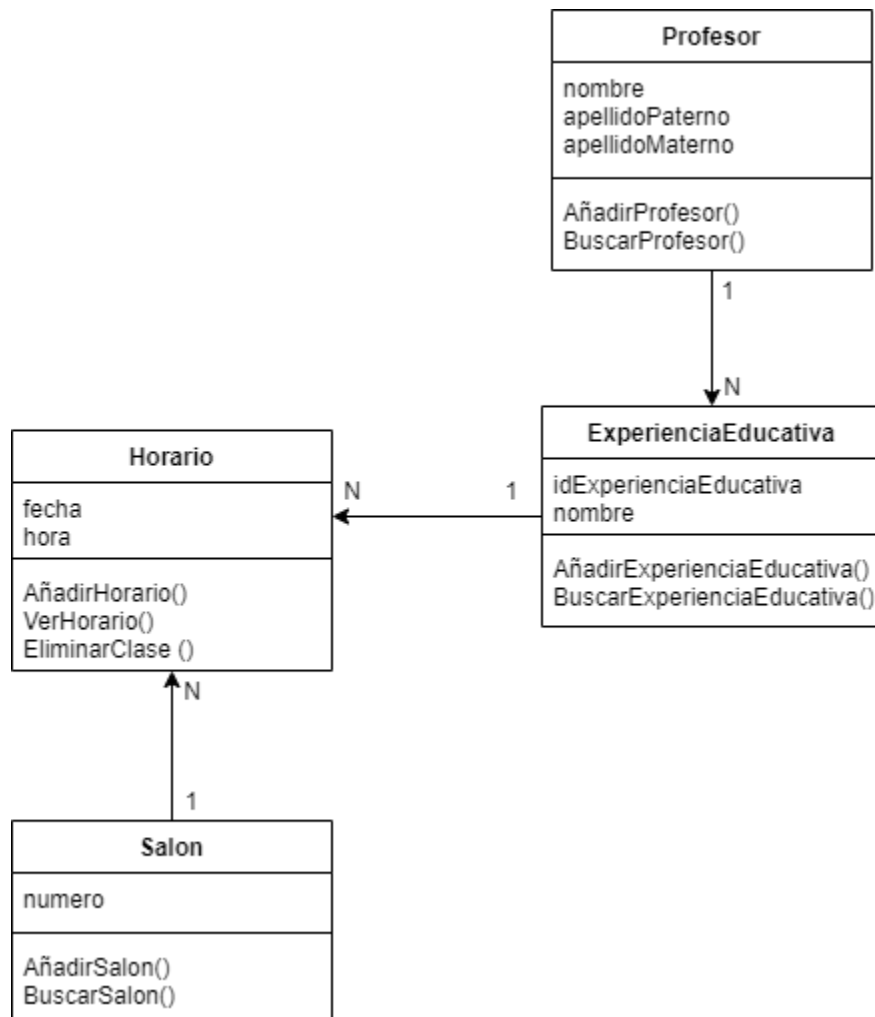 Profesor
nombre
apellidoPaterno
apellidoMaterno
AñadirProfesor()
BuscarProfesor()
1
N
ExperienciaEducativa
idExperienciaEducativa
nombre
AñadirExperienciaEducativa()
BuscarExperienciaEducativa()
1
N
Horario
fecha
hora
AñadirHorario()
VerHorario()
EliminarClase ()
N
1
Salon
numero
AñadirSalon()
BuscarSalon()